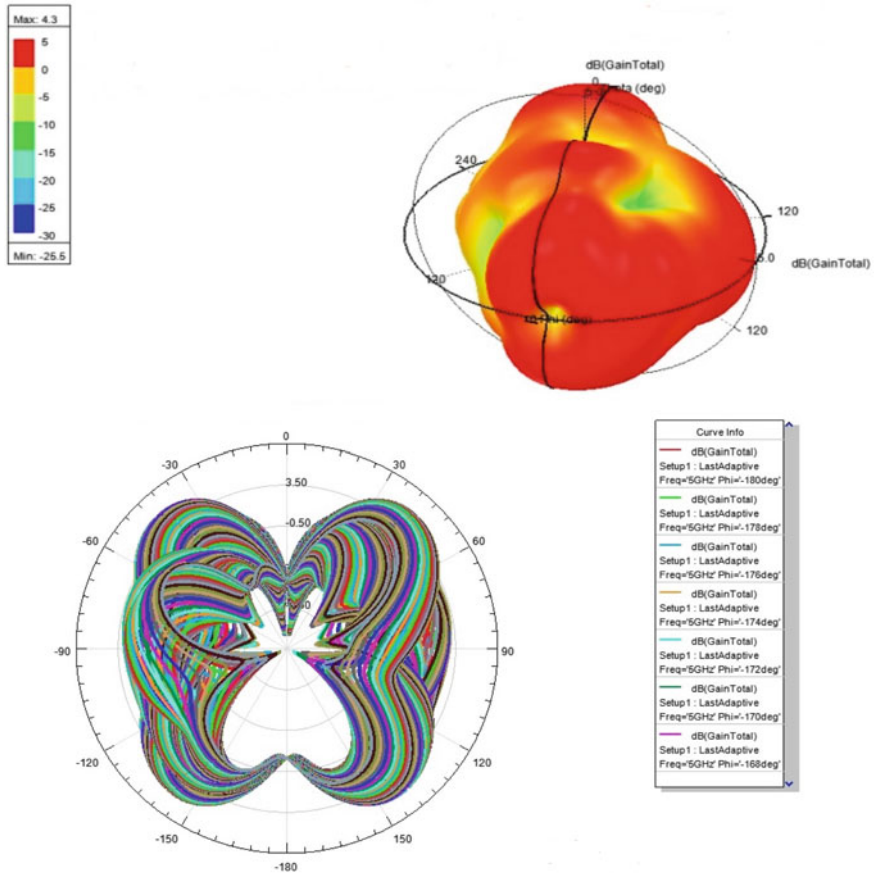 Max: 4.3
5
0
-5
-10
-15
-20
-25
-30
Min: -25.5
dB(GainTotal)
0
(deg)
240
120
5.0
dB(GainTotal)
120
120
(deg)
0
-30
30
3.50
-0.50
-60
60
-90
90
-120
120
-150
150
-180
Curve Info
dB(GainTotal)
Setup1 : LastAdaptive
Freq='5GHz' Phi='-180deg'
dB(GainTotal)
Setup1 : LastAdaptive
Freq='5GHz' Phi='-178deg'
dB(GainTotal)
Setup1 : LastAdaptive
Freq='5GHz' Phi='-176deg'
dB(GainTotal)
Setup1 : LastAdaptive
Freq='5GHz' Phi='-174deg'
dB(GainTotal)
Setup1 : LastAdaptive
Freq='5GHz' Phi='-172deg'
dB(GainTotal)
Setup1 : LastAdaptive
Freq='5GHz' Phi='-170deg'
dB(GainTotal)
Setup1 : LastAdaptive
Freq='5GHz' Phi='-168deg'